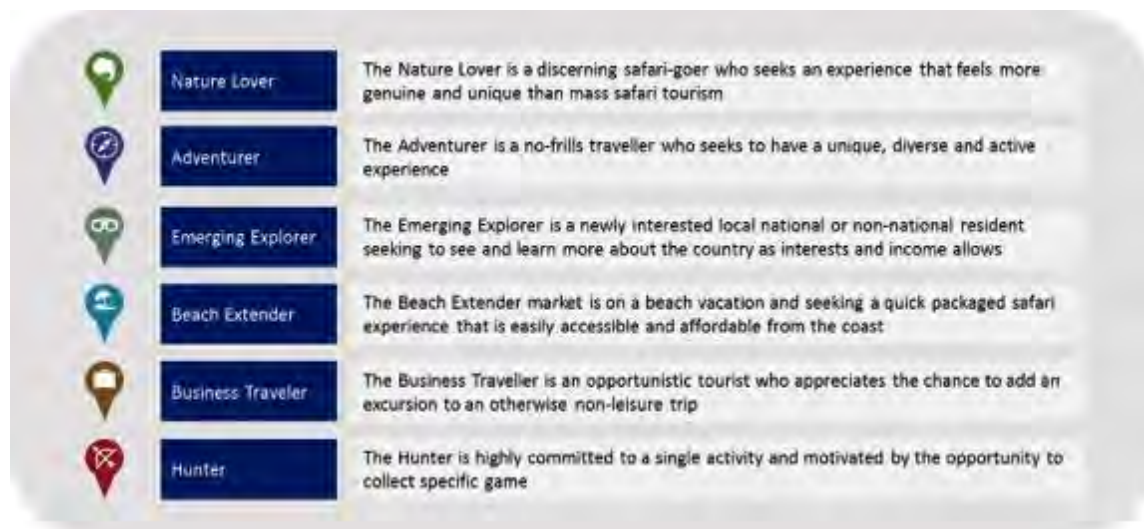 Nature Lover
The Nature Lover is a discerning safari-goer who seeks an experience that feels more
genuine and unique than mass safari tourism
Adventurer
The Adventurer is a no-frills traveller who seeks to have a unique, diverse and active
experience
Emerging Explorer
The Emerging Explorer is a newly interested local national or non-national resident
seeking to see and learn more about the country as interests and income allows
Beach Extender
The Beach Extender market is on a beach vacation and seeking a quick packaged safari
experience that is easily accessible and affordable from the coast
Business Traveler
The Business Traveller is an opportunistic tourist who appreciates the chance to add an
excursion to an otherwise non-leisure trip
Hunter
The Hunter is highly committed to a single activity and motivated by the opportunity to
collect specific game